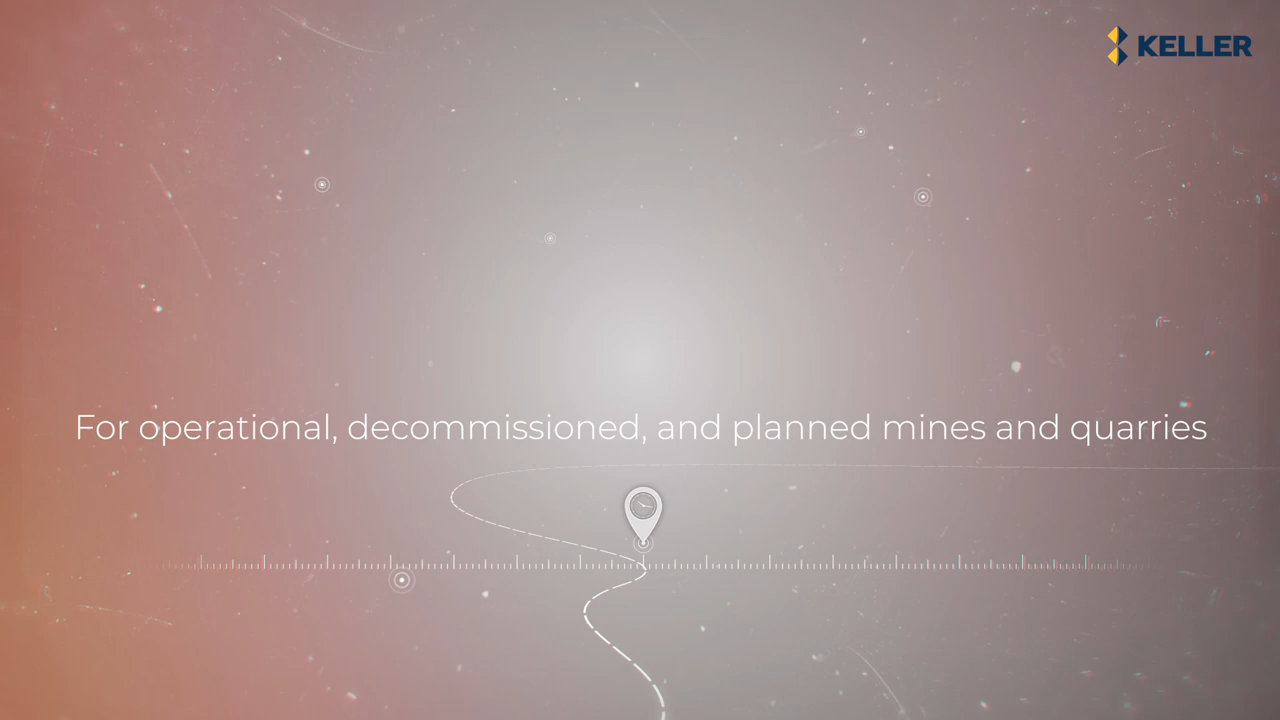 KELLER
For operational, decommissioned, and planned mines and quarries